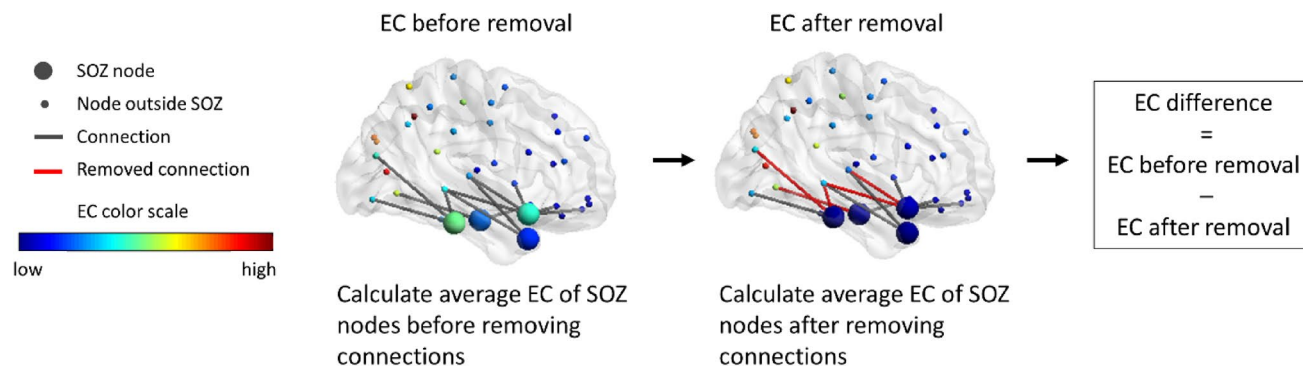 EC before removal
EC after removal
SOZ node
Node outside SOZ
Connection
Removed connection
EC color scale
low
high
Calculate average EC of SOZ
nodes before removing
connections
Calculate average EC of SOZ
nodes after removing
connections
EC difference
=
EC before removal
–
EC after removal